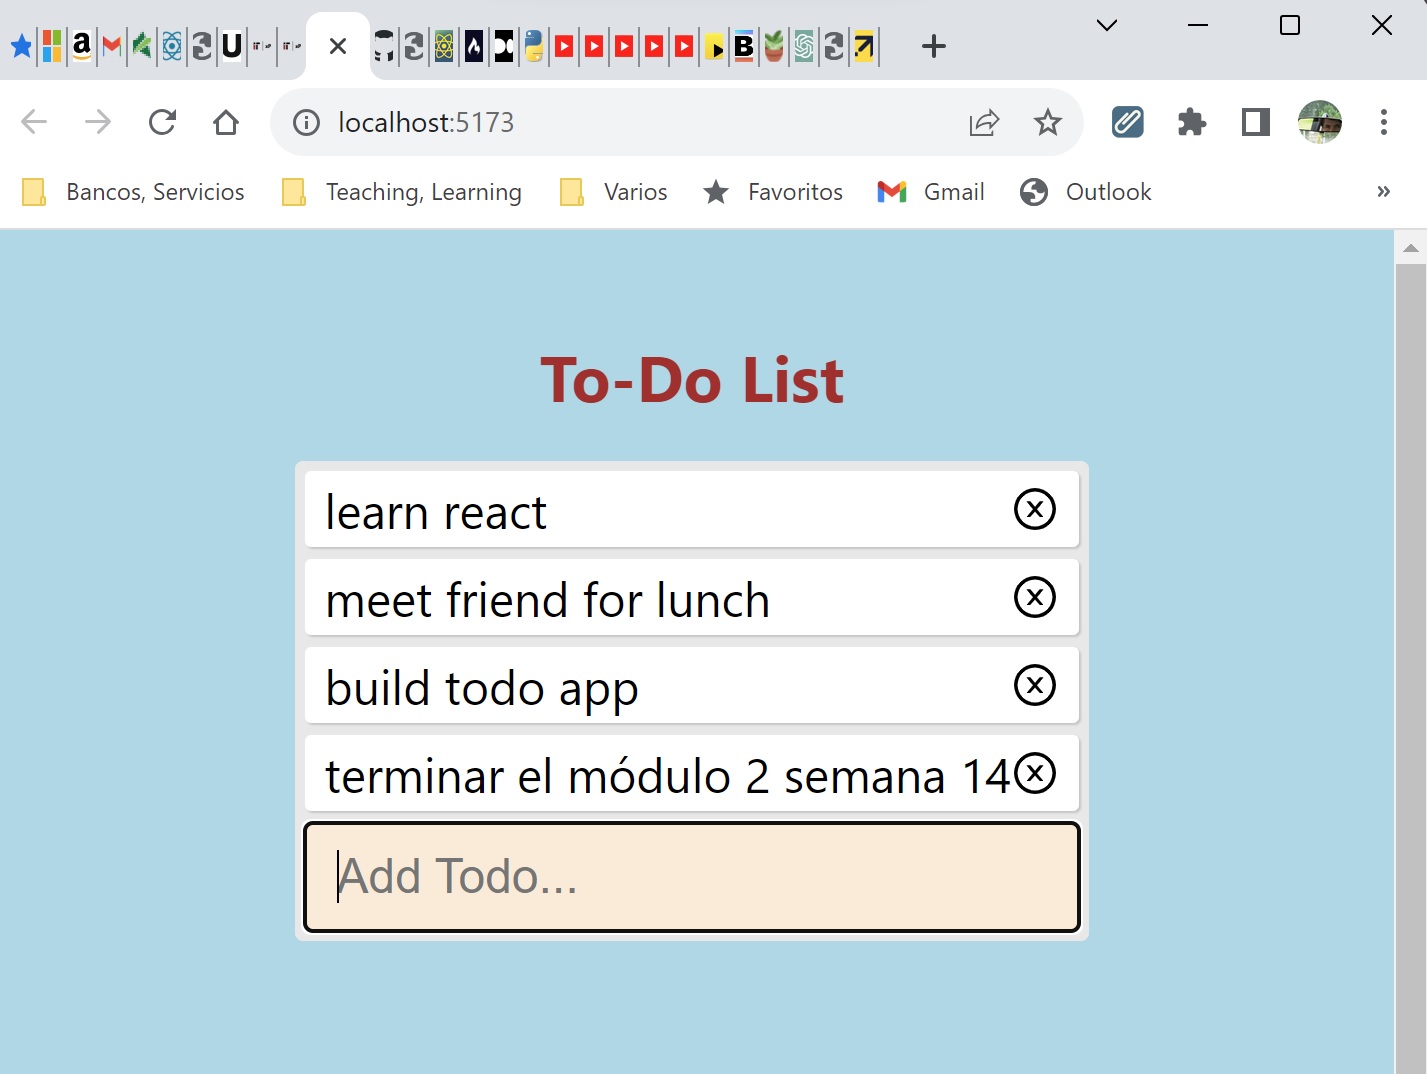 localhost:5173
Bancos, Servicios
Teaching, Learning
Varios
Favoritos
Gmail
Outlook
To-Do List
learn react
meet friend for lunch
build todo app
terminar el módulo 2 semana 14
Add Todo...